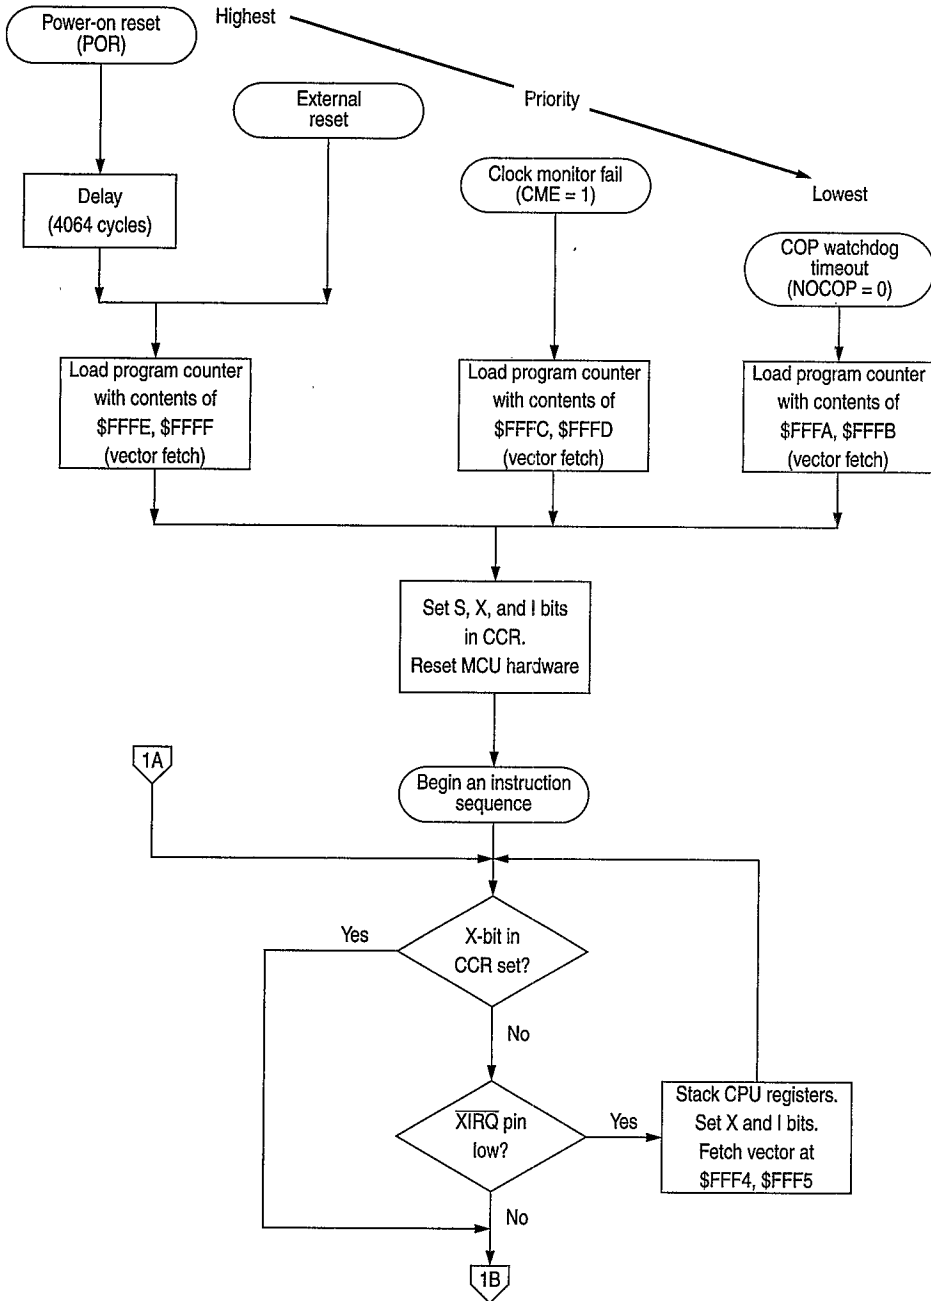 Power-on reset
(POR)
Highest
External
reset
Priority
Clock monitor fail
(CME = 1)
Lowest
Delay
(4064 cycles)
COP watchdog
timeout
(NOCOP = 0)
Load program counter
with contents of
$FFFE, $FFFF
(vector fetch)
Load program counter
with contents of
$FFFC, $FFFD
(vector fetch)
Load program counter
with contents of
$FFFA, $FFFB
(vector fetch)
Set S, X, and I bits
in CCR.
Reset MCU hardware
1A
Begin an instruction
sequence
Yes
X-bit in
CCR set?
No
XIRQ pin
low?
Yes
Stack CPU registers.
Set X and I bits.
Fetch vector at
$FFF4, $FFF5
No
1B